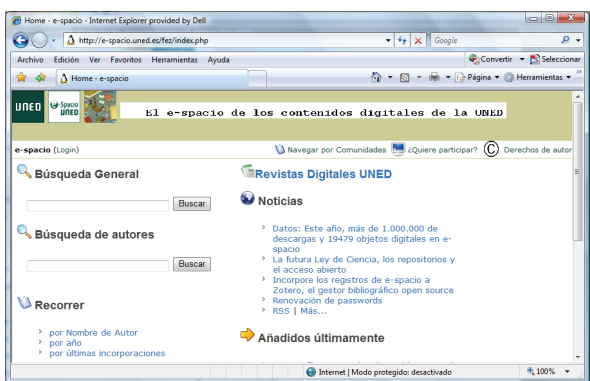 Home - e-spacio - Internet Explorer provided by Dell
http://e-spacio.uned.es/fez/index.php
Google
Archivo Edición Ver Favoritos Herramientas Ayuda
Convertir Seleccionar
Home - e-spacio
Página Herramientas
UNED
e-Spacio
UNED
El e-spacio de los contenidos digitales de la UNED
e-spacio (Login)
Navegar por Comunidades ¿Quiere participar? © Derechos de autor
Búsqueda General
Buscar
Búsqueda de autores
Buscar
Recorrer
por Nombre de Autor
por año
por últimas incorporaciones
Revistas Digitales UNED
Noticias
Datos: Este año, más de 1.000.000 de
descargas y 19479 objetos digitales en e-
spacio
La futura Ley de Ciencia, los repositorios y
el acceso abierto
Incorpore los registros de e-spacio a
Zotero, el gestor bibliográfico open source
Renovación de passwords
RSS | Más...
Añadidos últimamente
Internet | Modo protegido: desactivado
100%